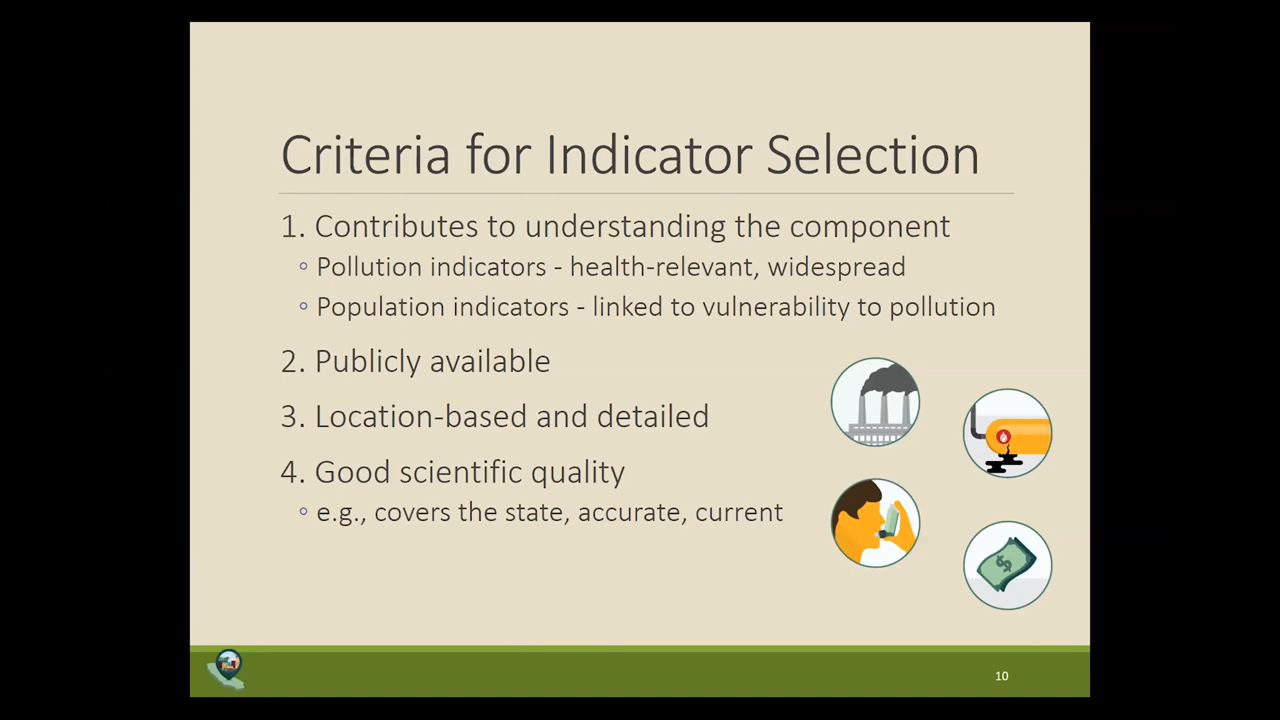 Criteria for Indicator Selection
1. Contributes to understanding the component
◦ Pollution indicators - health-relevant, widespread
◦ Population indicators - linked to vulnerability to pollution
2. Publicly available
3. Location-based and detailed
4. Good scientific quality
◦ e.g., covers the state, accurate, current
$
10